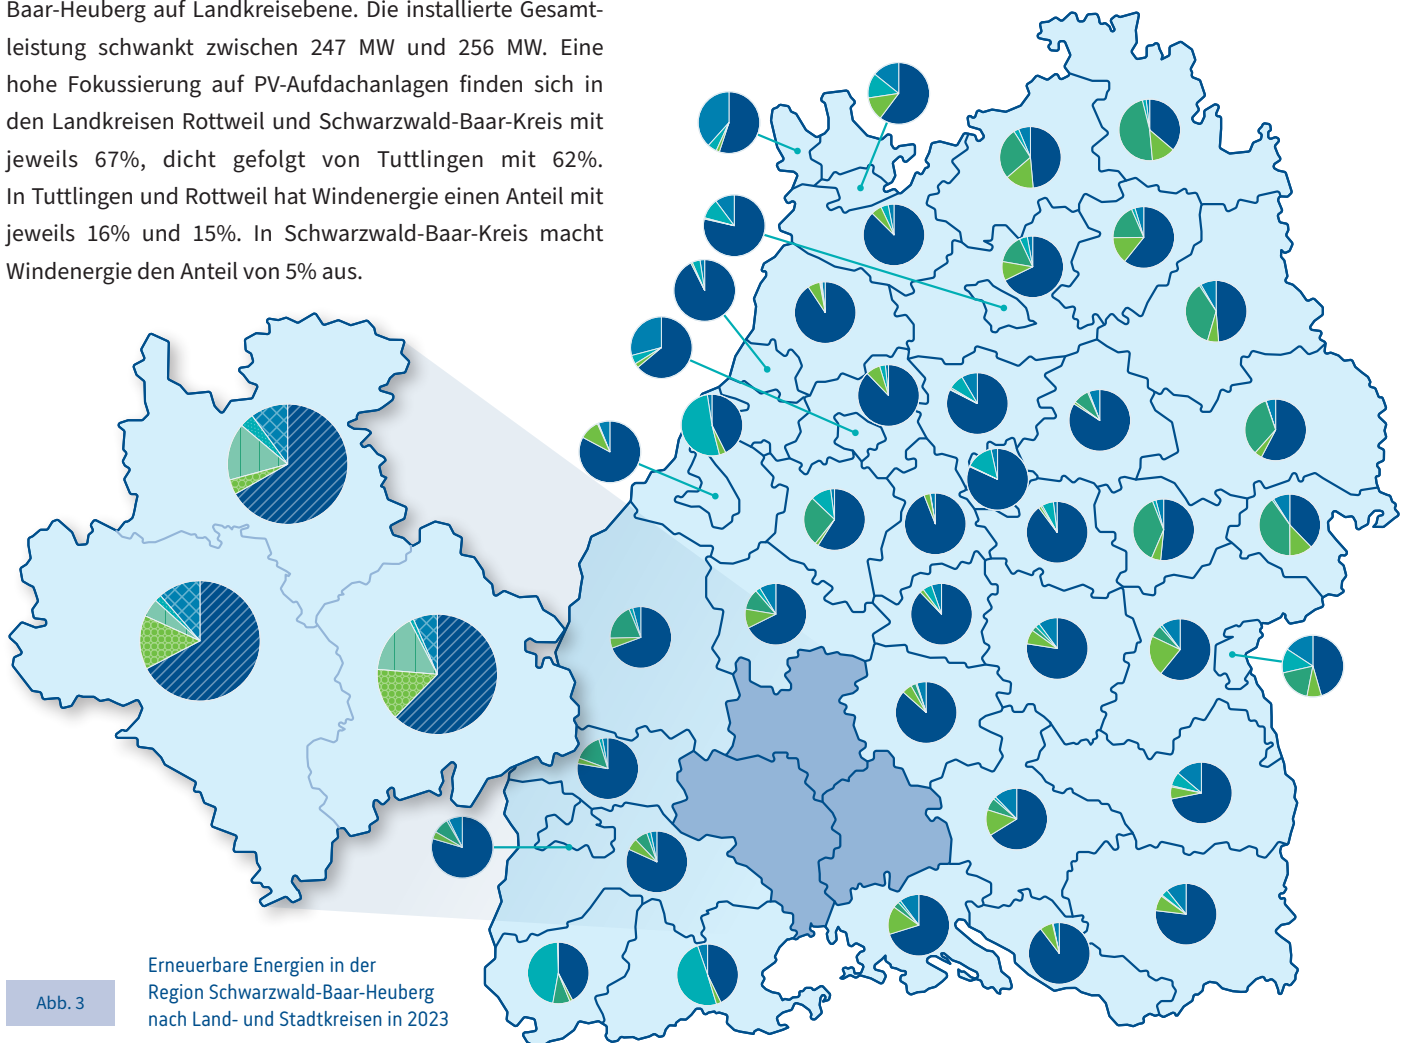 Baar-Heuberg auf Landkreisebene. Die installierte Gesamt-
leistung schwankt zwischen 247 MW und 256 MW. Eine
hohe Fokussierung auf PV-Aufdachanlagen finden sich in
den Landkreisen Rottweil und Schwarzwald-Baar-Kreis mit
jeweils 67%, dicht gefolgt von Tuttlingen mit 62%.
In Tuttlingen und Rottweil hat Windenergie einen Anteil mit
jeweils 16% und 15%. In Schwarzwald-Baar-Kreis macht
Windenergie den Anteil von 5% aus.
Abb. 3
Erneuerbare Energien in der
Region Schwarzwald-Baar-Heuberg
nach Land- und Stadtkreisen in 2023